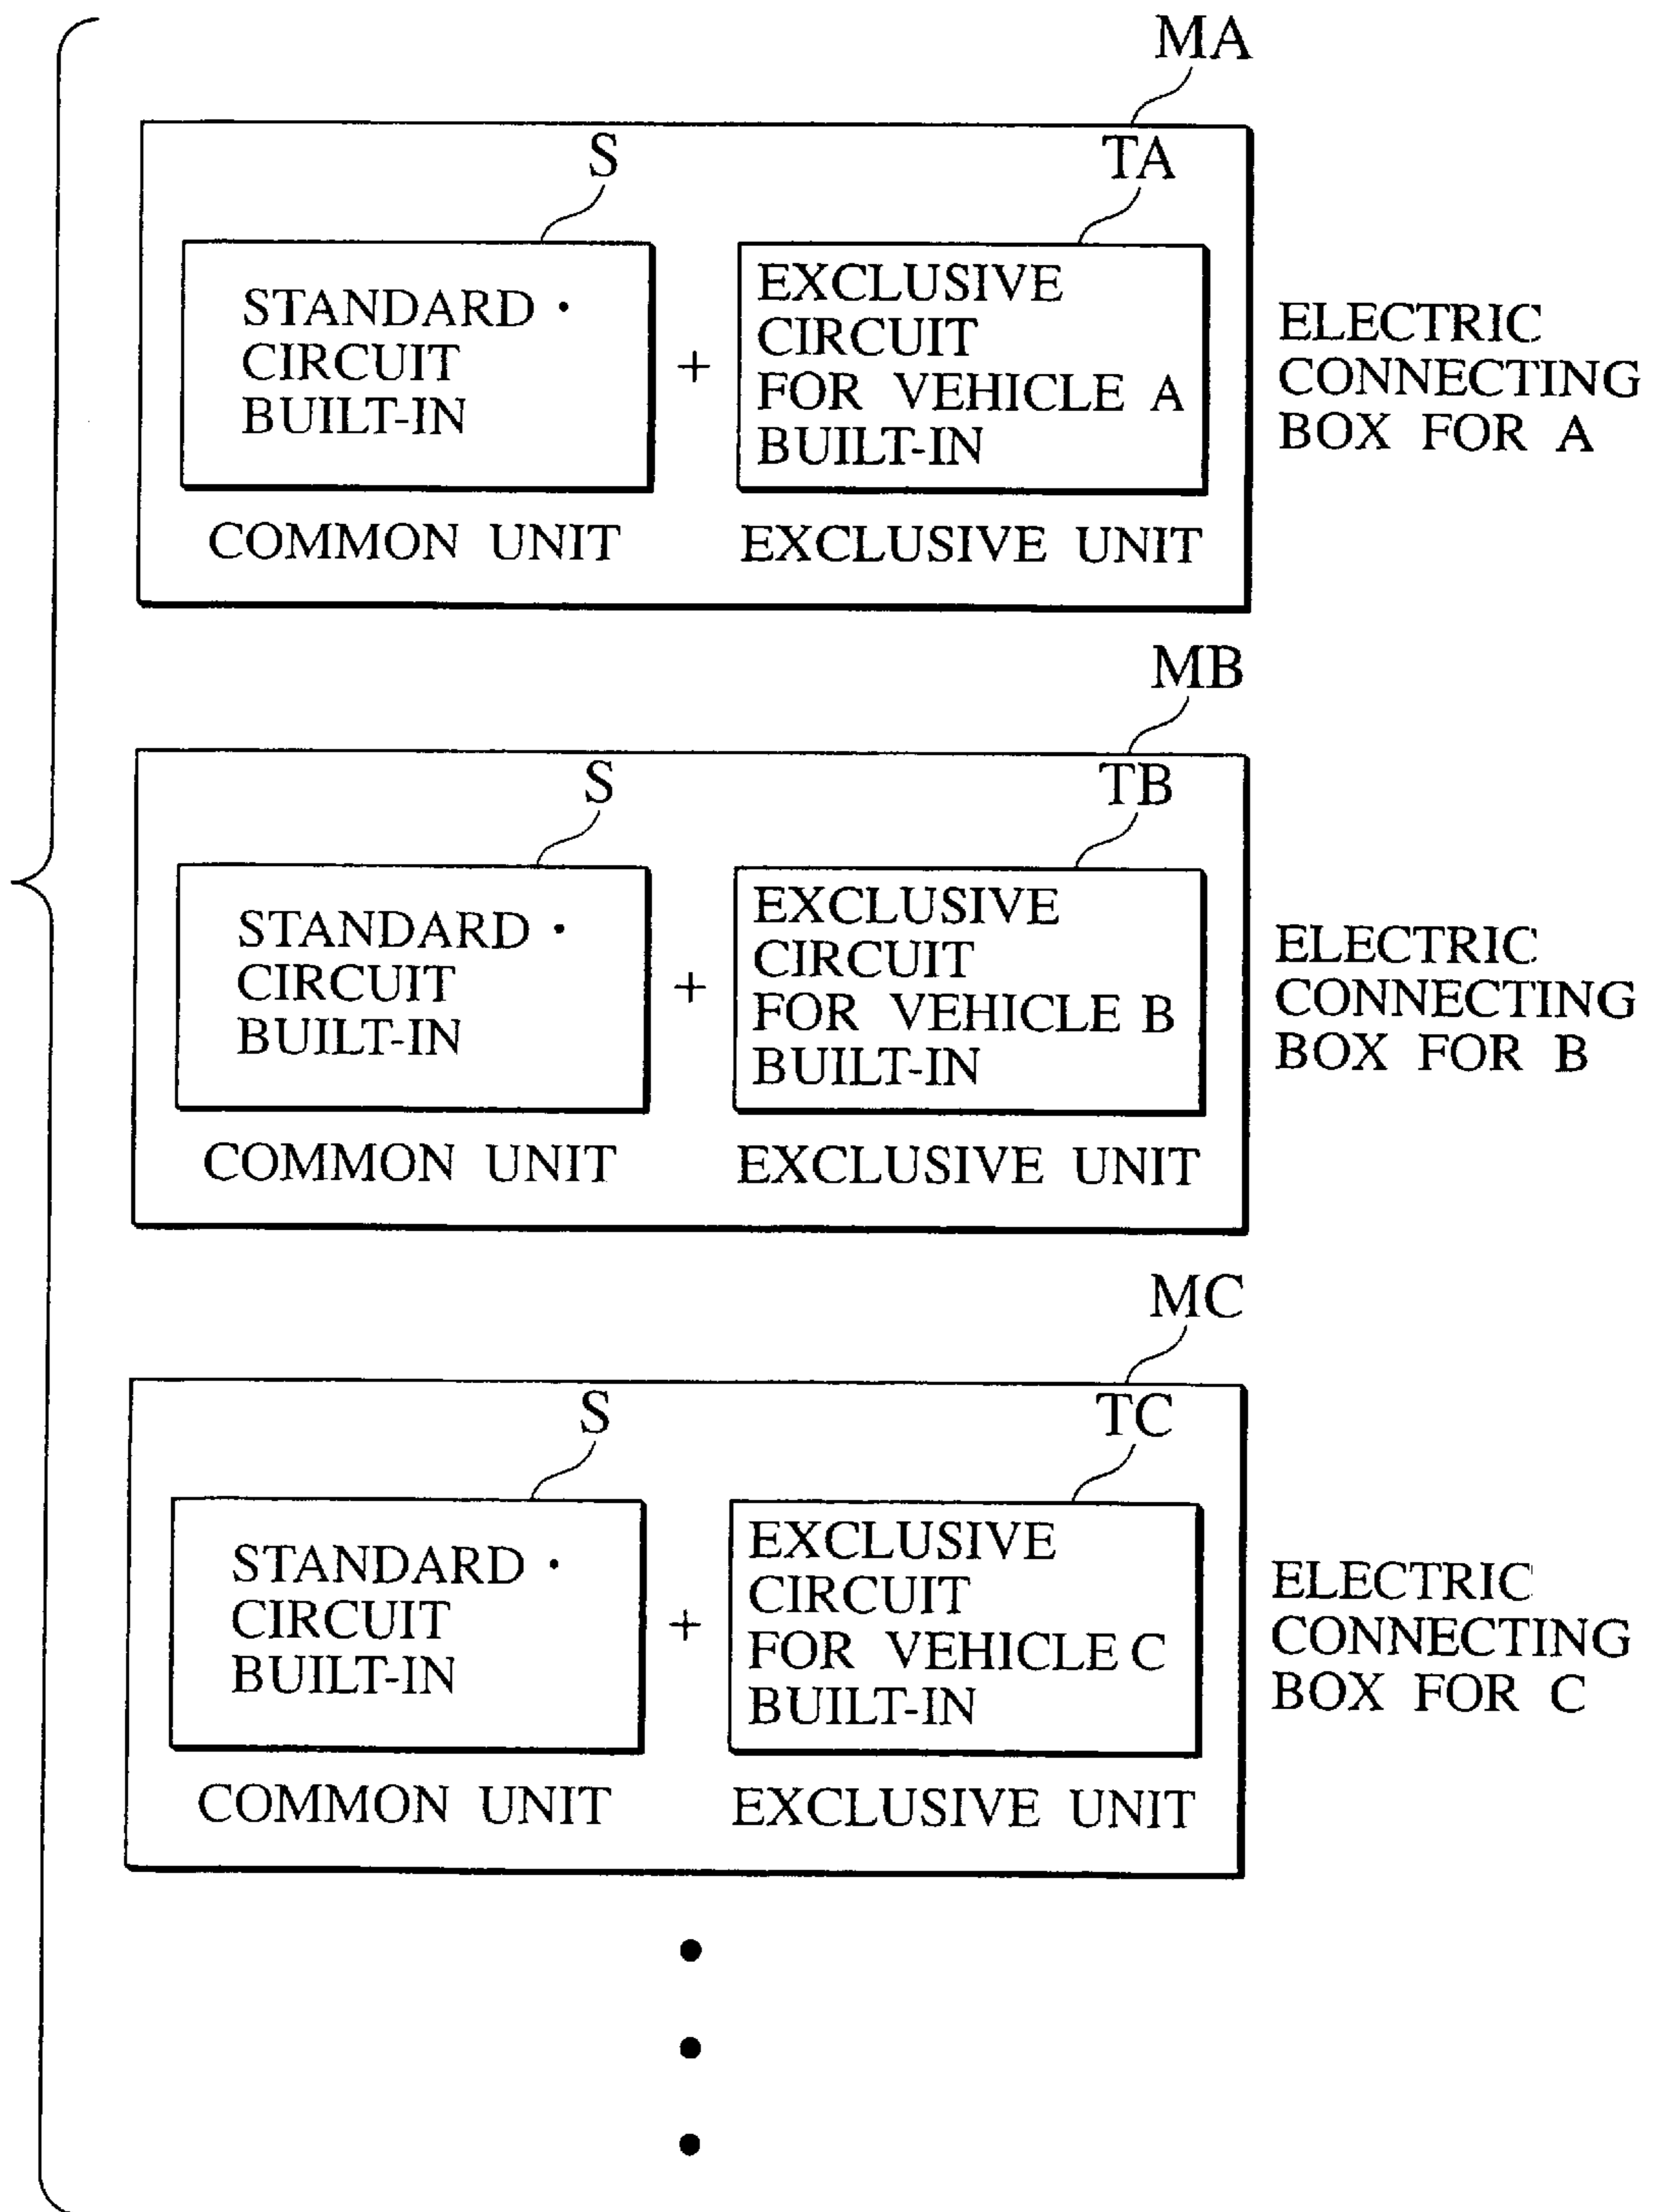 MA
S
TA
STANDARD ·
CIRCUIT
BUILT-IN
+
EXCLUSIVE
CIRCUIT
FOR VEHICLE A
BUILT-IN
COMMON UNIT
EXCLUSIVE UNIT
ELECTRIC
CONNECTING
BOX FOR A
MB
S
TB
STANDARD ·
CIRCUIT
BUILT-IN
+
EXCLUSIVE
CIRCUIT
FOR VEHICLE B
BUILT-IN
COMMON UNIT
EXCLUSIVE UNIT
ELECTRIC
CONNECTING
BOX FOR B
MC
S
TC
STANDARD ·
CIRCUIT
BUILT-IN
+
EXCLUSIVE
CIRCUIT
FOR VEHICLE C
BUILT-IN
COMMON UNIT
EXCLUSIVE UNIT
ELECTRIC
CONNECTING
BOX FOR C